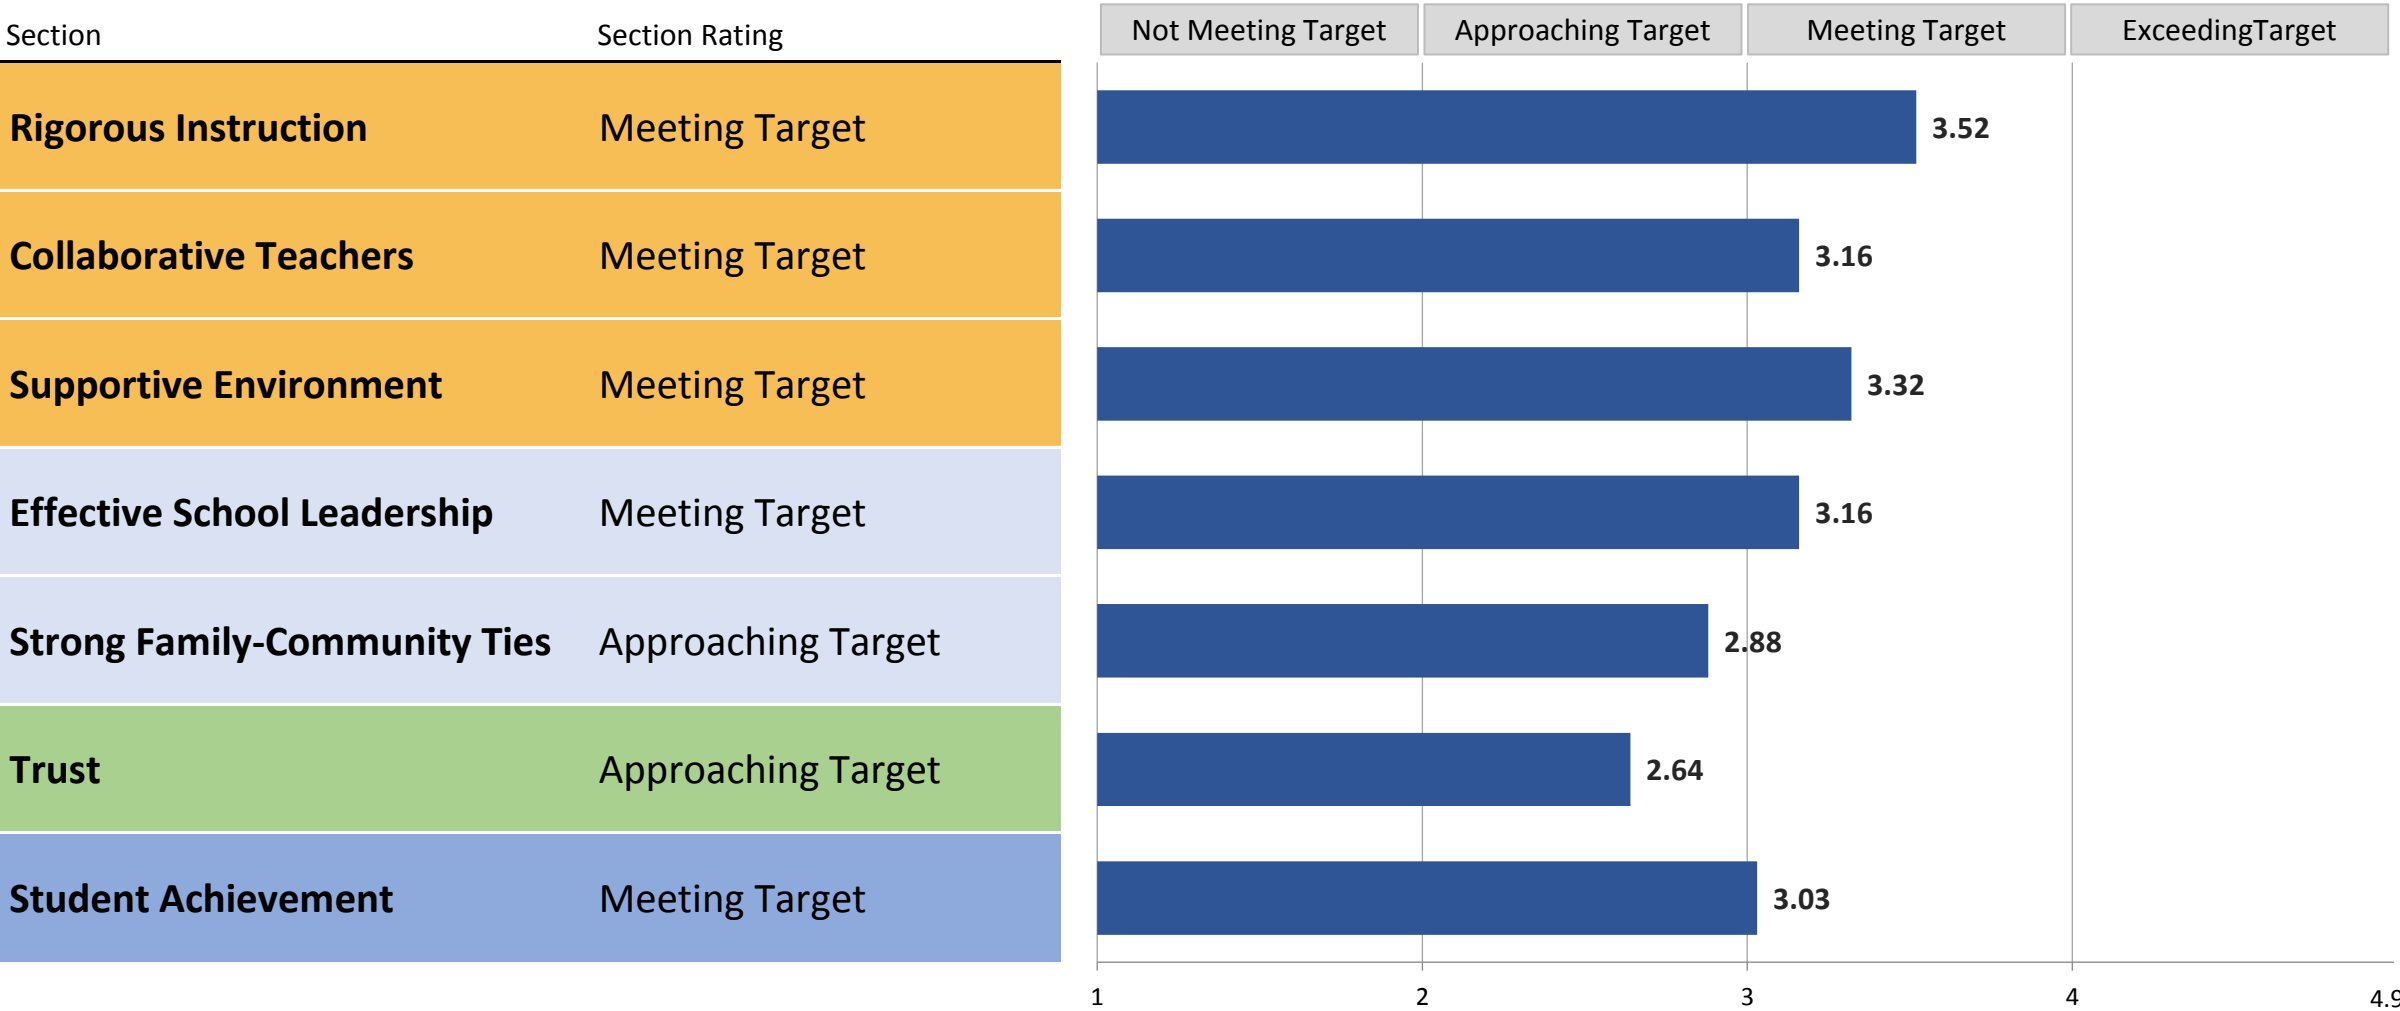 Section Section Rating Not Meeting Target Approaching Target Meeting Target ExceedingTarget
Rigorous Instruction Meeting Target 3.52
Collaborative Teachers Meeting Target 3.16
Supportive Environment Meeting Target 3.32
Effective School Leadership Meeting Target 3.16
Strong Family-Community Ties Approaching Target 2.88
Trust Approaching Target 2.64
Student Achievement Meeting Target 3.03
1 2 3 4 4.9